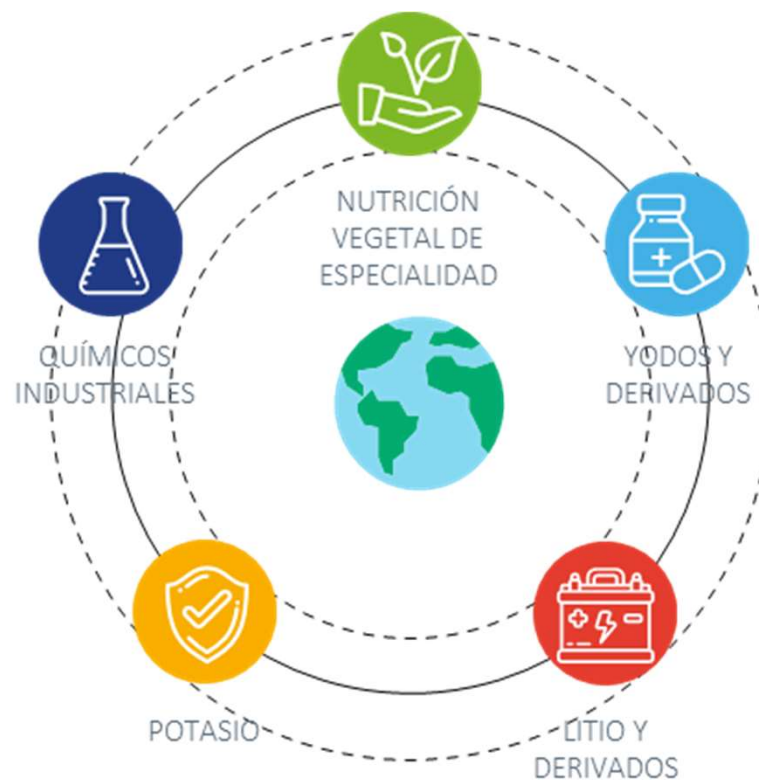 NUTRICIÓN
VEGETAL DE
ESPECIALIDAD
QUÍMICOS
INDUSTRIALES
YODOS Y
DERIVADOS
POTASIO
LITIO Y
DERIVADOS